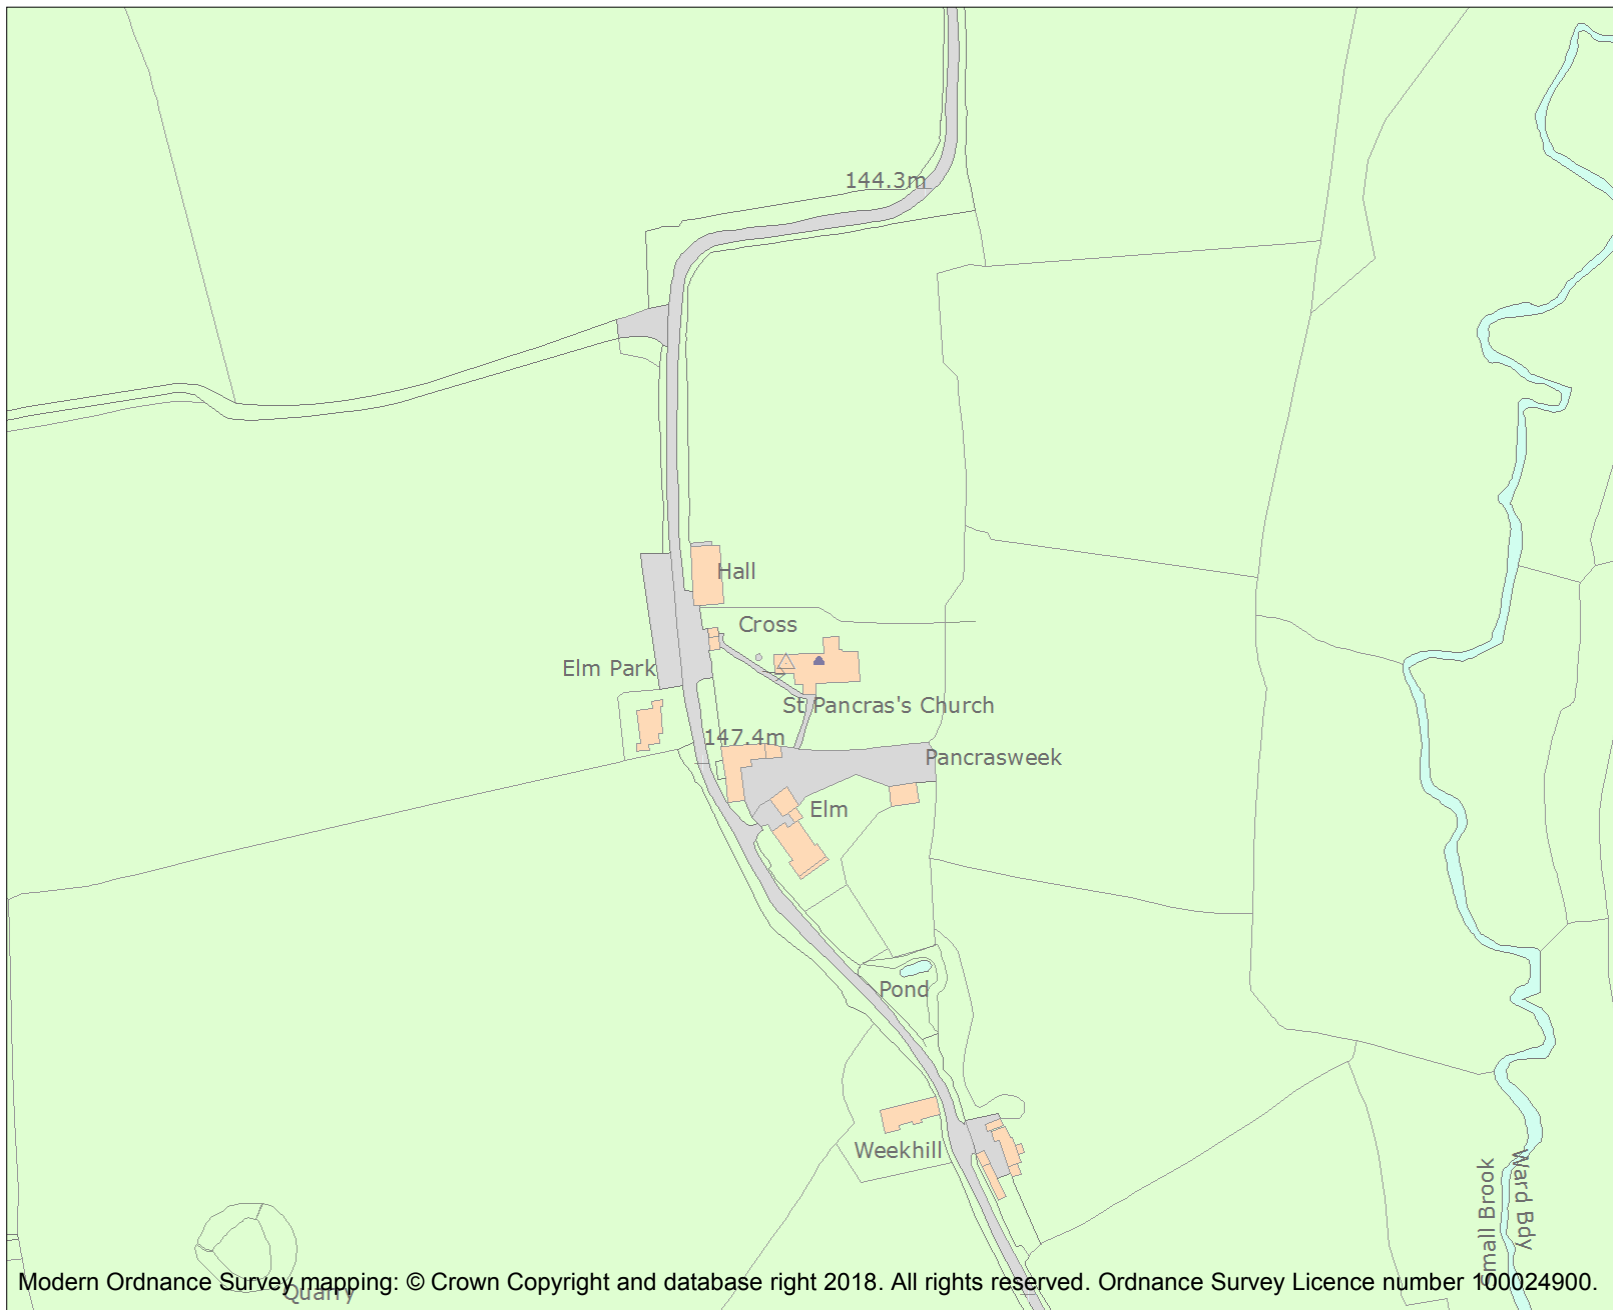 144.3m
Hall
Cross
Elm Park
St Pancras's Church
147.4m
Pancrasweek
Elm
Pond
Weekhill
Small Brook
Ward Bdy
Quarry
Modern Ordnance Survey mapping: © Crown Copyright and database right 2018. All rights reserved. Ordnance Survey Licence number 100024900.